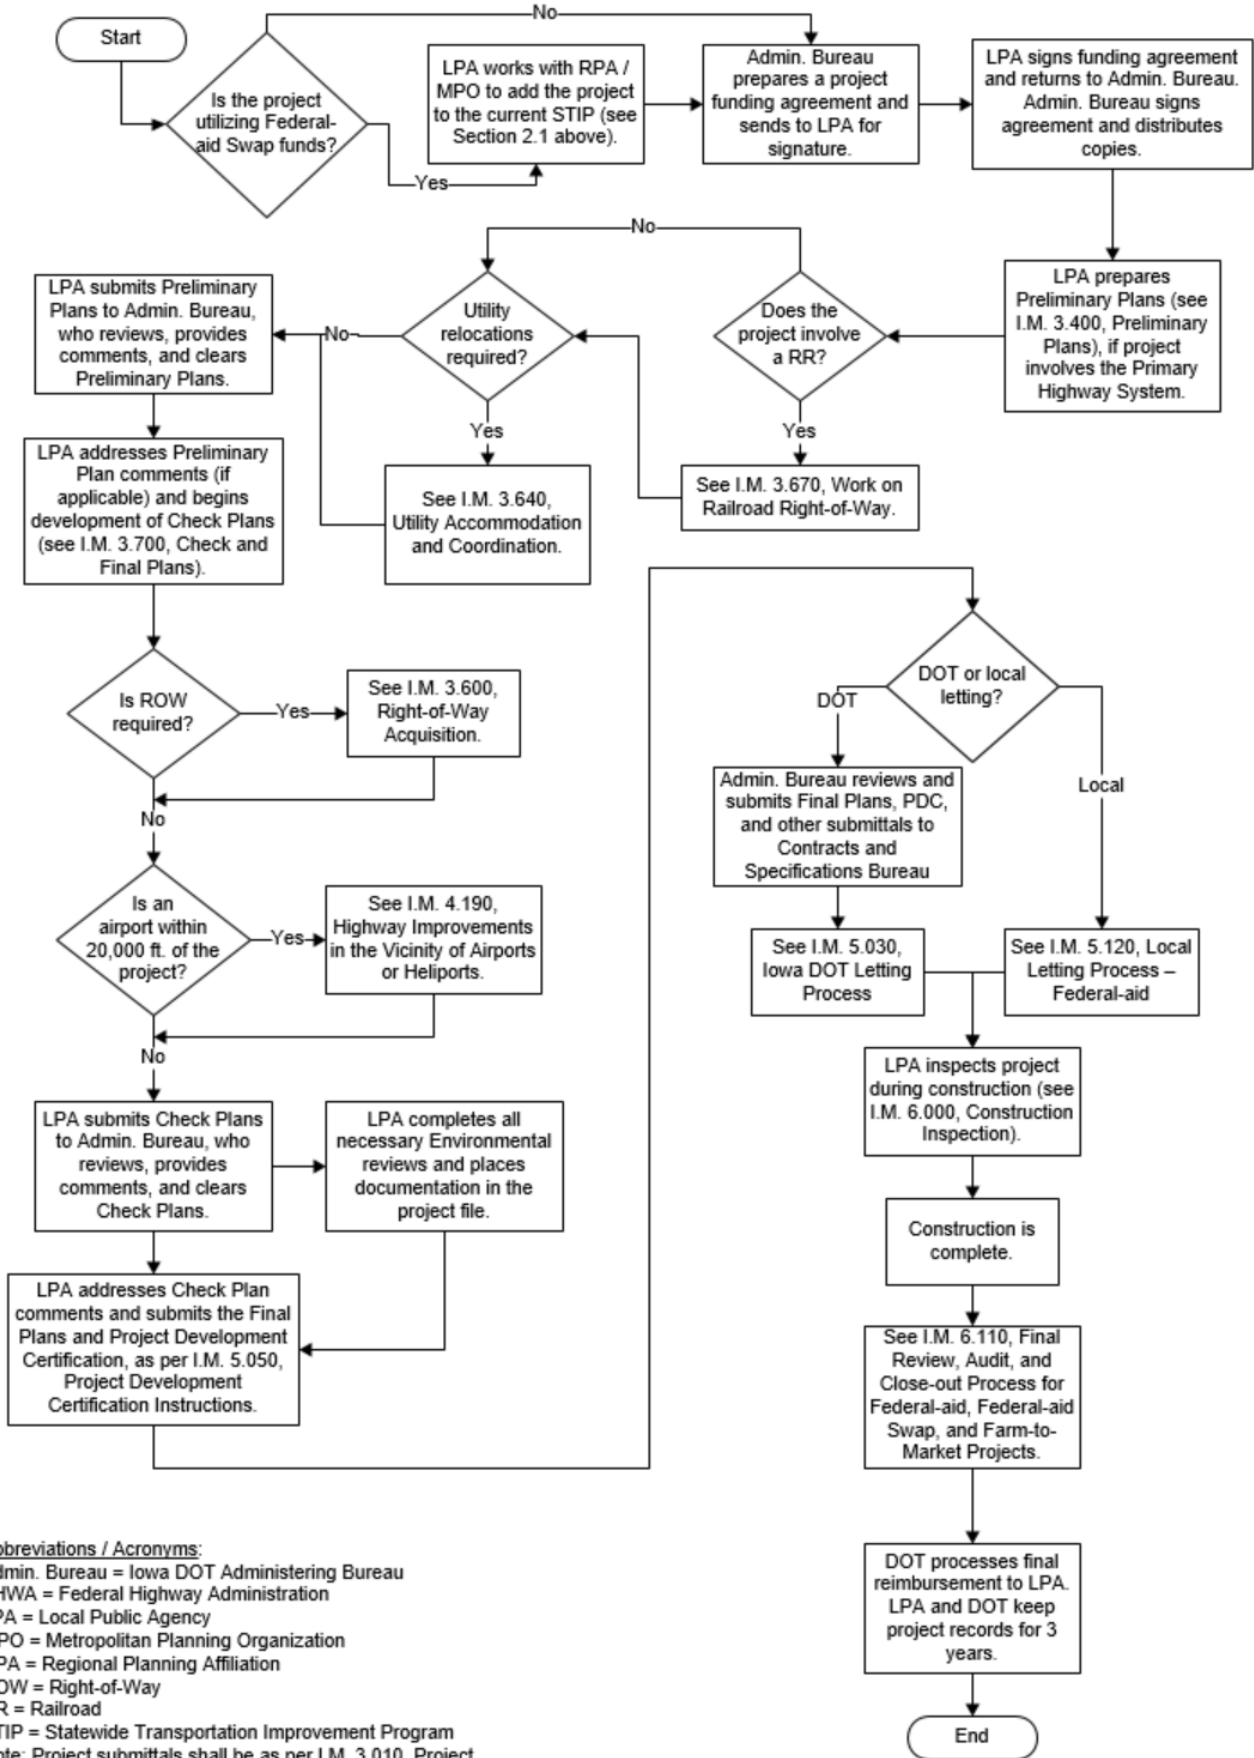 Start
No
Is the project
utilizing Federal-
aid Swap funds?
Yes
LPA works with RPA /
MPO to add the project
to the current STIP (see
Section 2.1 above).
Admin. Bureau
prepares a project
funding agreement and
sends to LPA for
signature.
LPA signs funding agreement
and returns to Admin. Bureau.
Admin. Bureau signs
agreement and distributes
copies.
LPA prepares
Preliminary Plans (see
I.M. 3.400, Preliminary
Plans), if project
involves the Primary
Highway System.
Does the
project involve
a RR?
No
Yes
See I.M. 3.670, Work on
Railroad Right-of-Way.
Utility
relocations
required?
No
Yes
See I.M. 3.640,
Utility Accommodation
and Coordination.
LPA submits Preliminary
Plans to Admin. Bureau,
who reviews, provides
comments, and clears
Preliminary Plans.
LPA addresses Preliminary
Plan comments (if
applicable) and begins
development of Check Plans
(see I.M. 3.700, Check and
Final Plans).
Is ROW
required?
Yes
See I.M. 3.600,
Right-of-Way
Acquisition.
No
Is an
airport within
20,000 ft. of the
project?
Yes
See I.M. 4.190,
Highway Improvements
in the Vicinity of Airports
or Heliports.
No
LPA submits Check Plans
to Admin. Bureau, who
reviews, provides
comments, and clears
Check Plans.
LPA completes all
necessary Environmental
reviews and places
documentation in the
project file.
LPA addresses Check Plan
comments and submits the Final
Plans and Project Development
Certification, as per I.M. 5.050,
Project Development
Certification Instructions.
DOT or local
letting?
DOT
Local
Admin. Bureau reviews and
submits Final Plans, PDC,
and other submittals to
Contracts and
Specifications Bureau
See I.M. 5.030,
Iowa DOT Letting
Process
See I.M. 5.120, Local
Letting Process –
Federal-aid
LPA inspects project
during construction (see
I.M. 6.000, Construction
Inspection).
Construction is
complete.
See I.M. 6.110, Final
Review, Audit, and
Close-out Process for
Federal-aid, Federal-aid
Swap, and Farm-to-
Market Projects.
DOT processes final
reimbursement to LPA.
LPA and DOT keep
project records for 3
years.
End
bbreviations / Acronyms:
dmin. Bureau = Iowa DOT Administering Bureau
HWA = Federal Highway Administration
PA = Local Public Agency
PO = Metropolitan Planning Organization
PA = Regional Planning Affiliation
OW = Right-of-Way
R = Railroad
TIP = Statewide Transportation Improvement Program
ote: Project submittals shall be as per I.M. 3.010, Project